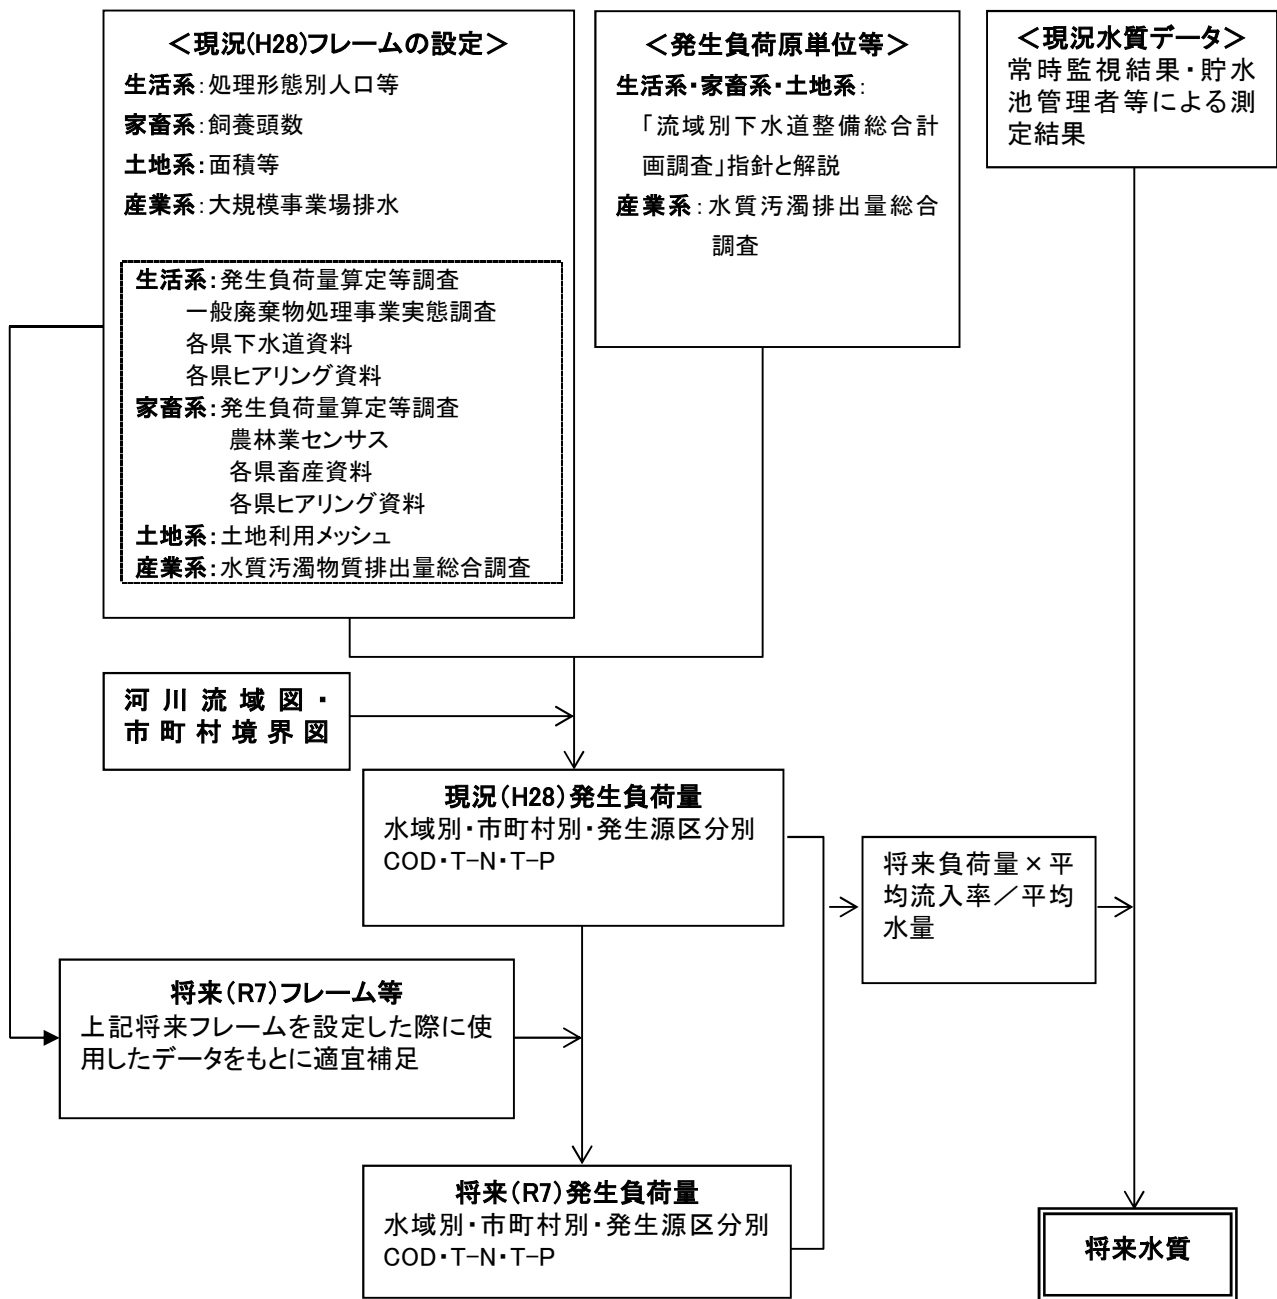 ＜現況(H28)フレームの設定＞
生活系：処理形態別人口等
家畜系：飼養頭数
土地系：面積等
産業系：大規模事業場排水
生活系：発生負荷量算定等調査
一般廃棄物処理事業実態調査
各県下水道資料
各県ヒアリング資料
家畜系：発生負荷量算定等調査
農林業センサス
各県畜産資料
各県ヒアリング資料
土地系：土地利用メッシュ
産業系：水質汚濁物質排出量総合調査
＜発生負荷原単位等＞
生活系・家畜系・土地系：
「流域別下水道整備総合計
画調査」指針と解説
産業系：水質汚濁排出量総合
調査
＜現況水質データ＞
常時監視結果・貯水
池管理者等による測
定結果
河川流域図・
市町村境界図
現況（H28）発生負荷量
水域別・市町村別・発生源区分別
COD・T-N・T-P
将来負荷量×平
均流入率／平均
水量
将来（R7）フレーム等
上記将来フレームを設定した際に使
用したデータをもとに適宜補足
将来（R7）発生負荷量
水域別・市町村別・発生源区分別
COD・T-N・T-P
将来水質